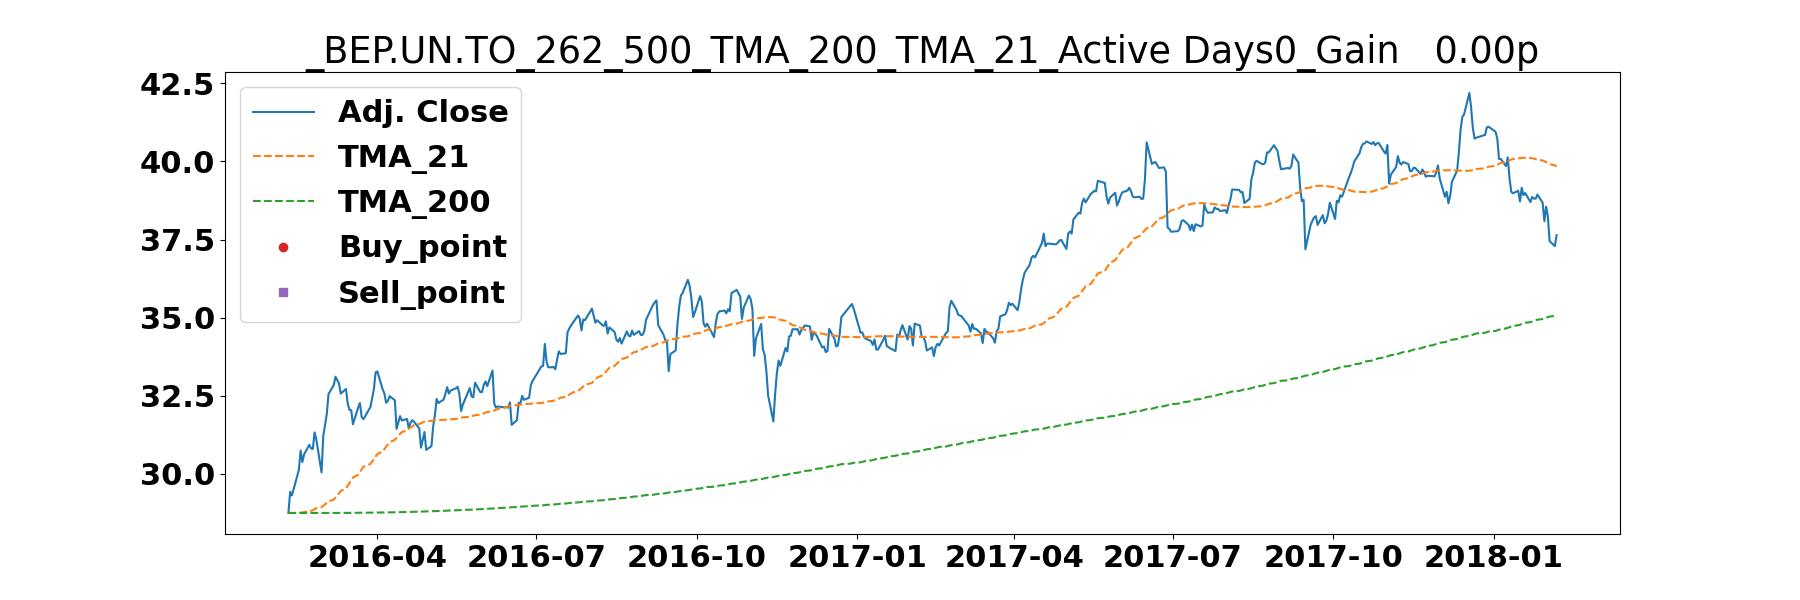 _BEP.UN.TO_262_500_TMA_200_TMA_21_Active Days0_Gain   0.00p
42.5
40.0
37.5
35.0
32.5
30.0
Adj. Close
TMA_21
TMA_200
Buy_point
Sell_point
2016-04 2016-07 2016-10 2017-01 2017-04 2017-07 2017-10 2018-01